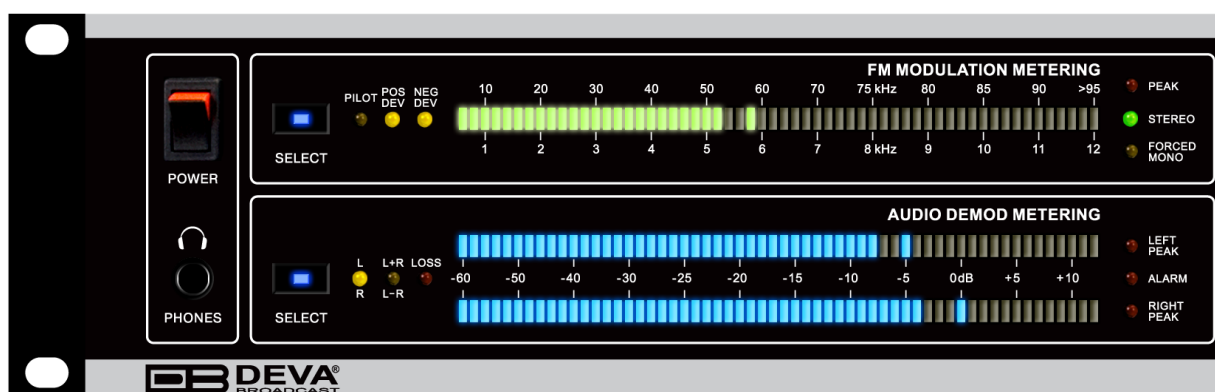 POWER
PHONES
FM MODULATION METERING
PILOT
POS
DEV
NEG
DEV
10 20 30 40 50 60 70 75 kHz 80 85 90 >95
1 2 3 4 5 6 7 8 kHz 9 10 11 12
SELECT
PEAK
STEREO
FORCED
MONO
AUDIO DEMOD METERING
L L+R LOSS
R L−R
-60 -50 -40 -30 -25 -20 -15 -10 -5 0dB +5 +10
SELECT
LEFT
PEAK
ALARM
RIGHT
PEAK
DEVA®
BROADCAST